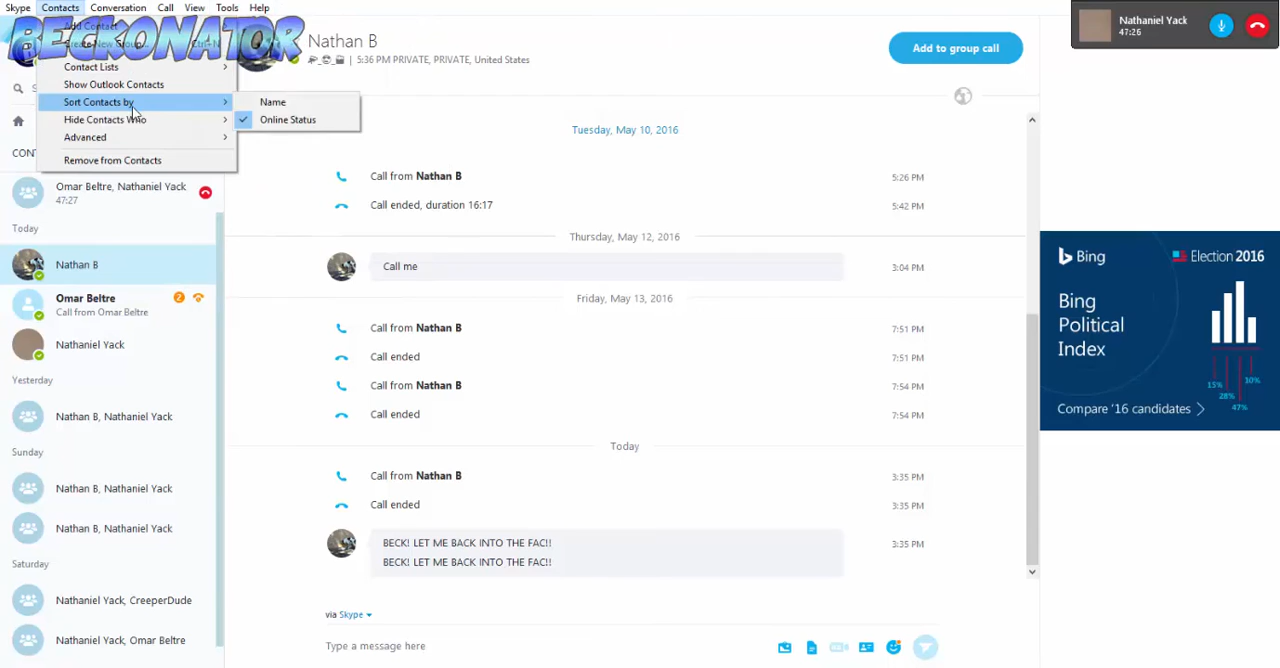 Skype Contacts Conversation Call View Tools Help
BECKONATOR
Add Contact
Create New Group... Ctrl+N
Contact Lists
Show Outlook Contacts
Sort Contacts by
Hide Contacts Who
Advanced
Remove from Contacts
Name
Online Status
S
CONT
Omar Beltre, Nathaniel Yack
47:27
Today
Nathan B
Omar Beltre 2
Call from Omar Beltre
Nathaniel Yack
Yesterday
Nathan B, Nathaniel Yack
Sunday
Nathan B, Nathaniel Yack
Nathan B, Nathaniel Yack
Saturday
Nathaniel Yack, CreeperDude
Nathaniel Yack, Omar Beltre
Nathan B
| 5:36 PM PRIVATE, PRIVATE, United States
Add to group call
Tuesday, May 10, 2016
Call from Nathan B 5:26 PM
Call ended, duration 16:17 5:42 PM
Thursday, May 12, 2016
Call me 3:04 PM
Friday, May 13, 2016
Call from Nathan B 7:51 PM
Call ended 7:51 PM
Call from Nathan B 7:54 PM
Call ended 7:54 PM
Today
Call from Nathan B 3:35 PM
Call ended 3:35 PM
BECK! LET ME BACK INTO THE FAC!! 3:35 PM
BECK! LET ME BACK INTO THE FAC!!
via Skype
Type a message here
Nathaniel Yack
47:26
Bing Election 2016
Bing
Political
Index
15% 28% 47% 10%
Compare '16 candidates